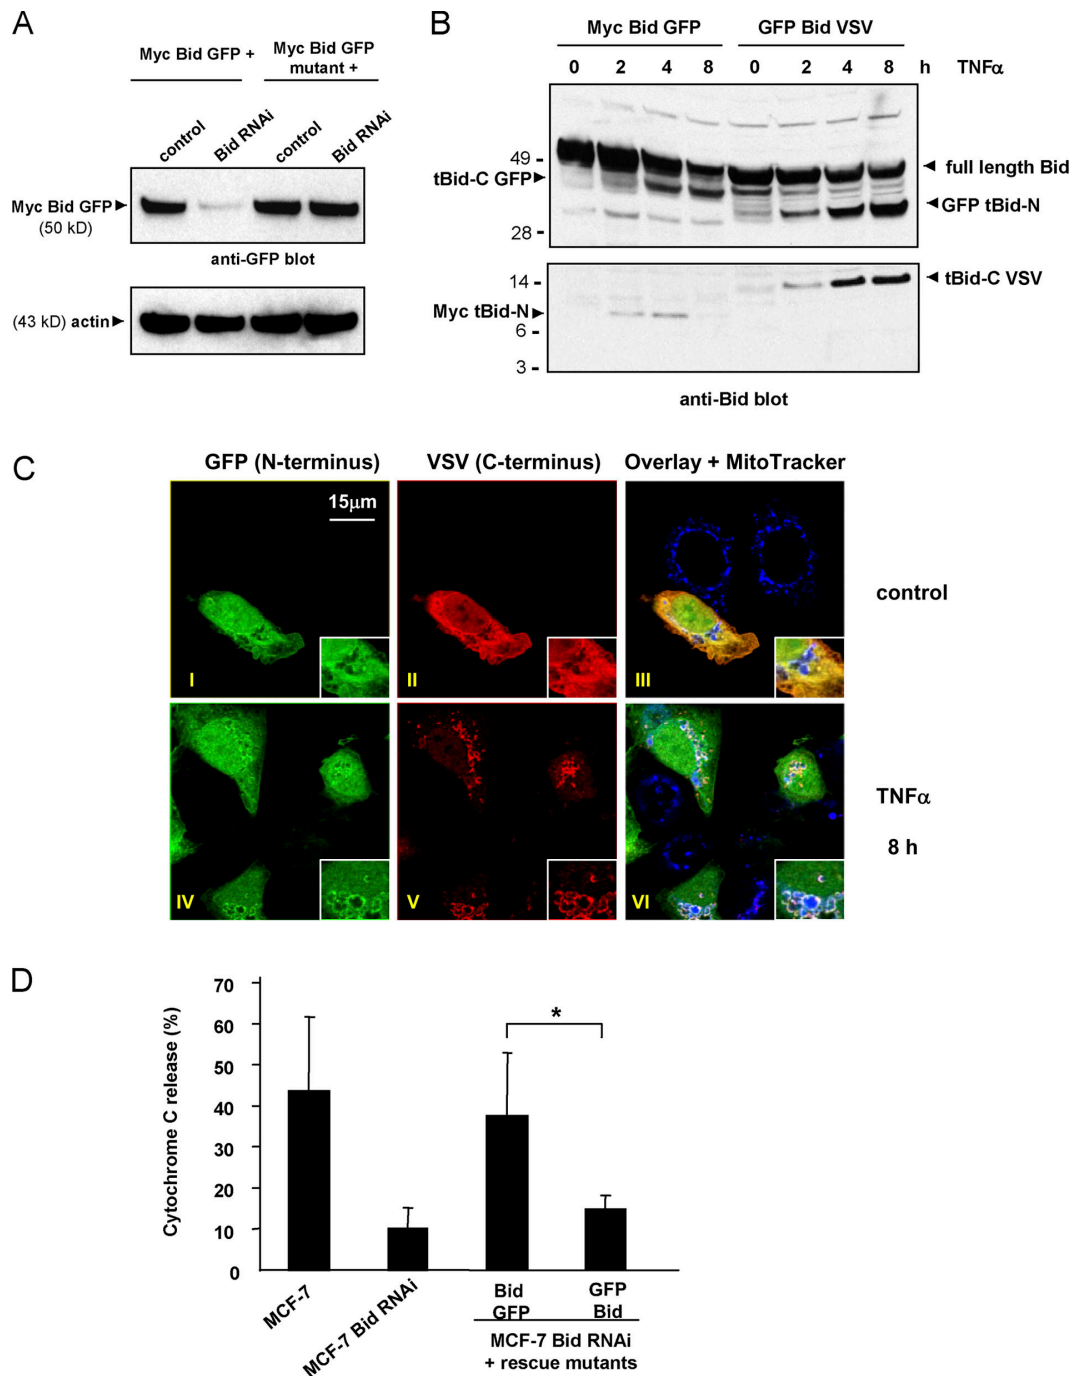 A
Myc Bid GFP +
Myc Bid GFP
mutant +
control
Bid RNAi
control
Bid RNAi
Myc Bid GFP
(50 kD)
anti-GFP blot
(43 kD) actin
B
Myc Bid GFP
GFP Bid VSV
0 2 4 8 0 2 4 8 h TNFα
49
tBid-C GFP
28
full length Bid
GFP tBid-N
14
Myc tBid-N
6
3
tBid-C VSV
anti-Bid blot
C
GFP (N-terminus)
VSV (C-terminus)
Overlay + MitoTracker
15μm
I
II
III
control
IV
V
VI
TNFα
8 h
D
Cytochrome C release (%)
70
60
50
40
30
20
10
0
*
MCF-7
MCF-7 Bid RNAi
Bid
GFP
GFP
Bid
MCF-7 Bid RNAi
+ rescue mutants